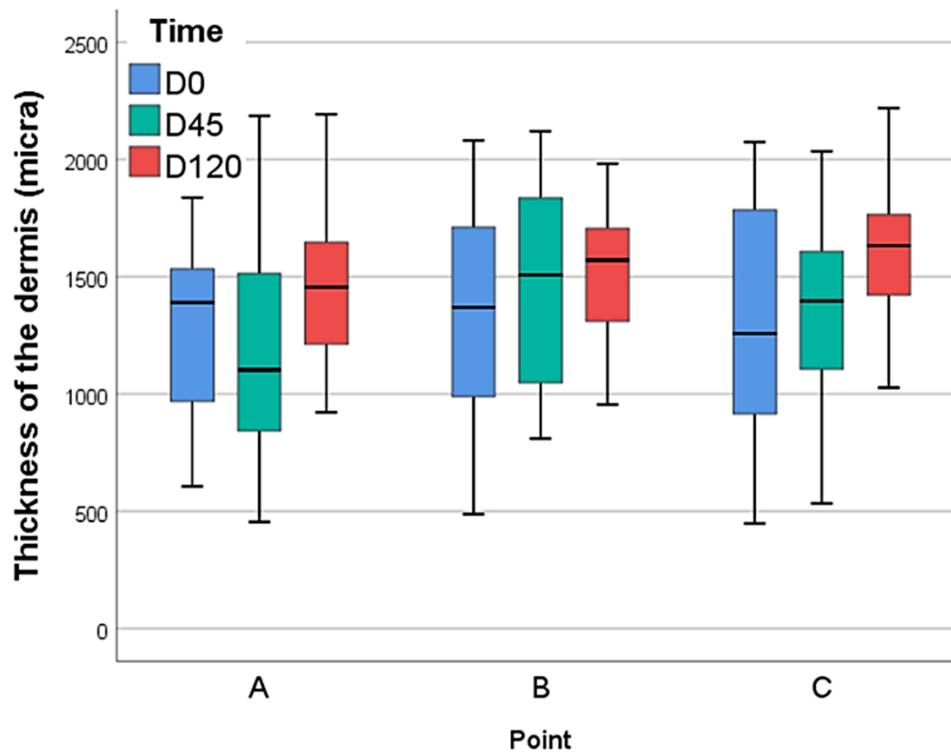 Time
D0
D45
D120
Thickness of the dermis (micra)
2500
2000
1500
1000
500
0
A B C
Point